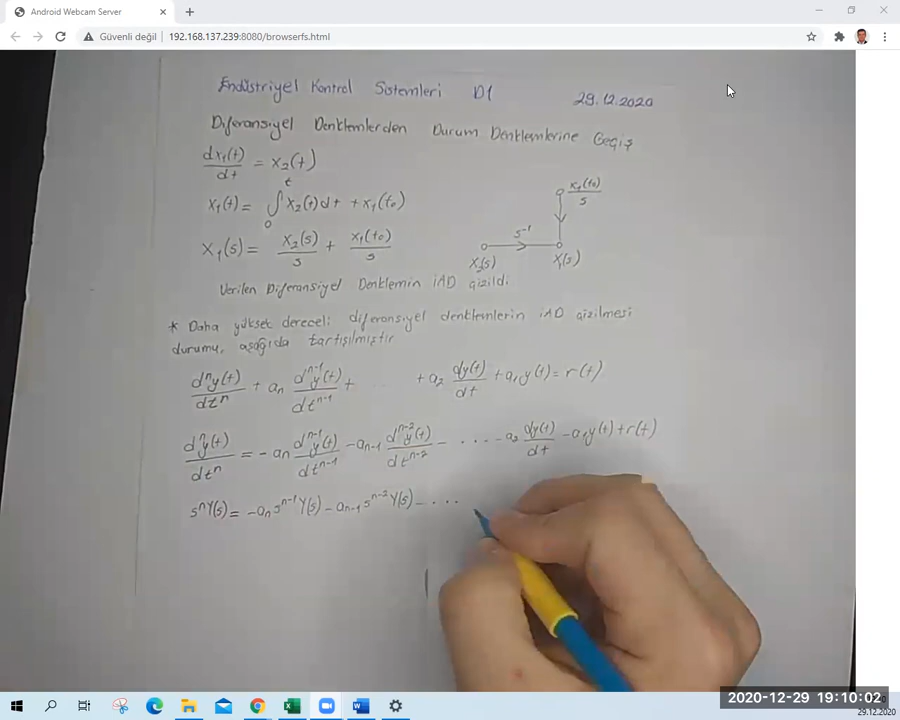 Android Webcam Server
Güvenli değil | 192.168.137.239:8080/browserfs.html
Endüstriyel Kontrol Sistemleri D1 29.12.2020
Diferansiyel Denklemlerden Durum Denklemlerine Geçiş
dx₁(t)/dt = x₂(t)
x₁(t) = ∫₀ᵗ x₂(t)dt + x₁(t₀)
X₁(s) = X₂(s)/s + x₁(t₀)/s
x₁(t₀)/s
s⁻¹
X₂(s) X₁(s)
Verilen Diferansiyel Denklemin iAD çizildi.
* Daha yüksek dereceli diferansiyel denklemlerin iAD çizilmesi
durumu, aşağıda tartışılmıştır
dⁿy(t)/dtⁿ + aₙ dⁿ⁻¹y(t)/dtⁿ⁻¹ + + a₂ dy(t)/dt + a₁y(t) = r(t)
dⁿy(t)/dtⁿ = -aₙ dⁿ⁻¹y(t)/dtⁿ⁻¹ - aₙ₋₁ dⁿ⁻²y(t)/dtⁿ⁻² - .... - a₂ dy(t)/dt - a₁y(t) + r(t)
sⁿY(s) = -aₙsⁿ⁻¹Y(s) - aₙ₋₁sⁿ⁻²Y(s) - ...
2020-12-29 19:10:02
29.12.2020